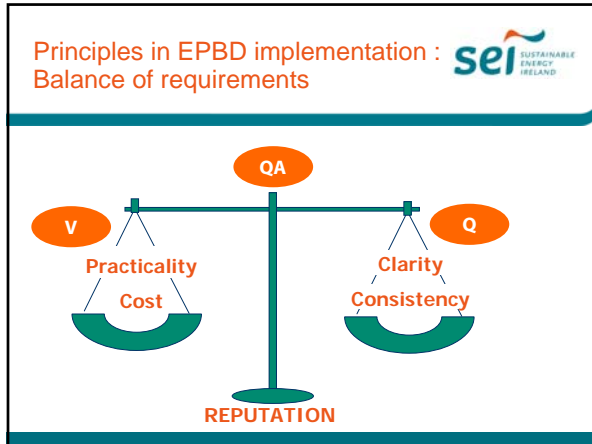 Principles in EPBD implementation :
Balance of requirements
sei
SUSTAINABLE
ENERGY
IRELAND
QA
V
Q
Practicality
Cost
Clarity
Consistency
REPUTATION